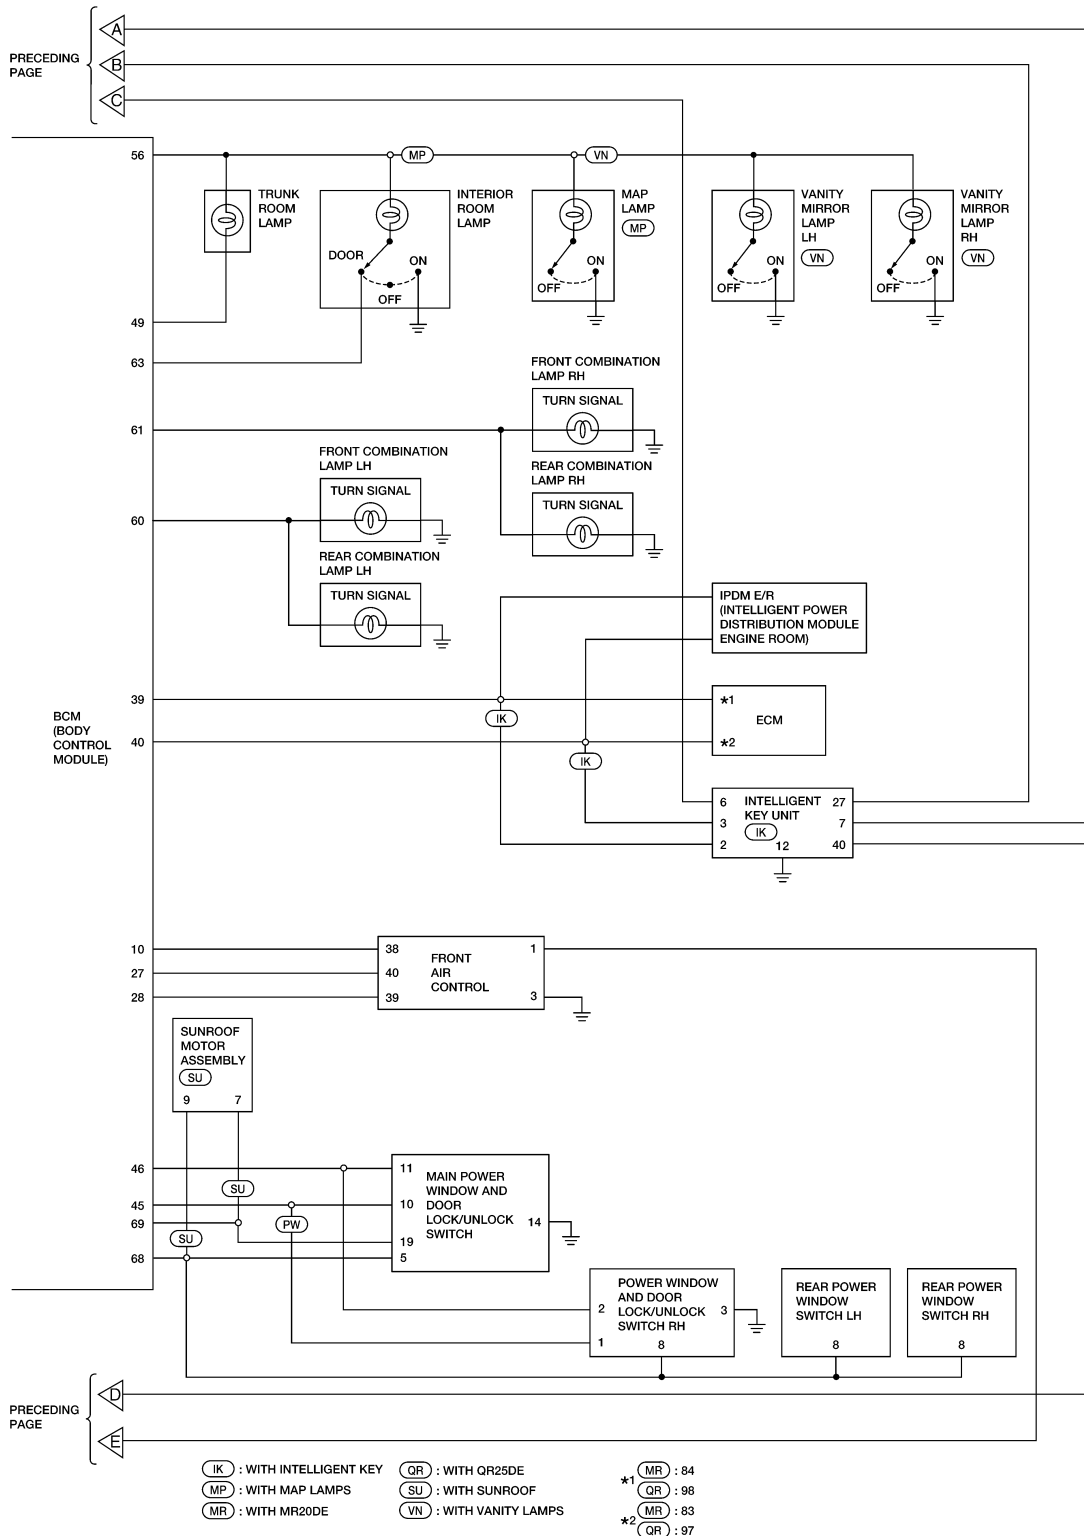 PRECEDING
PAGE
A
B
C
56
MP
VN
TRUNK
ROOM
LAMP
INTERIOR
ROOM
LAMP
DOOR
ON
OFF
MAP
LAMP
MP
ON
OFF
VANITY
MIRROR
LAMP
LH
VN
ON
OFF
VANITY
MIRROR
LAMP
RH
VN
ON
OFF
49
63
FRONT COMBINATION
LAMP RH
TURN SIGNAL
61
FRONT COMBINATION
LAMP LH
TURN SIGNAL
REAR COMBINATION
LAMP RH
TURN SIGNAL
60
REAR COMBINATION
LAMP LH
TURN SIGNAL
IPDM E/R
(INTELLIGENT POWER
DISTRIBUTION MODULE
ENGINE ROOM)
39
IK
*1
ECM
*2
BCM
(BODY
CONTROL
MODULE)
40
IK
6 INTELLIGENT 27
3 KEY UNIT 7
IK
2 12 40
10 38 1
FRONT
AIR
CONTROL
27 40
28 39 3
SUNROOF
MOTOR
ASSEMBLY
SU
9 7
46 11
MAIN POWER
WINDOW AND
DOOR
LOCK/UNLOCK
SWITCH
SU
45 10
69
PW
14
SU
19
68 5
POWER WINDOW
AND DOOR
LOCK/UNLOCK
SWITCH RH
2 3
1
8
REAR POWER
WINDOW
SWITCH LH
8
REAR POWER
WINDOW
SWITCH RH
8
PRECEDING
PAGE
D
E
IK : WITH INTELLIGENT KEY
MP : WITH MAP LAMPS
MR : WITH MR20DE
QR : WITH QR25DE
SU : WITH SUNROOF
VN : WITH VANITY LAMPS
*1
MR : 84
QR : 98
*2
MR : 83
QR : 97